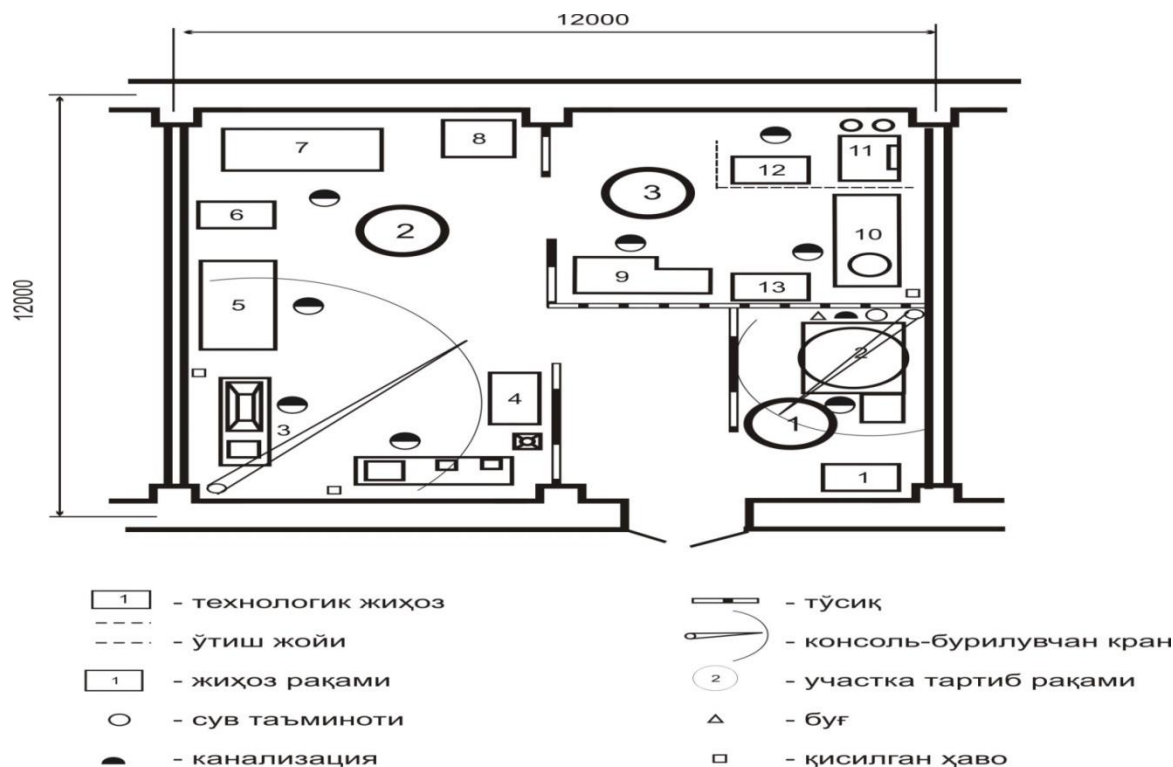 12000
12000
7
8
6
2
5
3
4
3
12
11
10
9
13
2
1
1
1 - технологик жиҳоз
- ўтиш жойи
1 - жиҳоз рақами
- сув таъминоти
- канализация
- тўсиқ
- консоль-бурилувчан кран
2 - участка тартиб рақами
- буғ
- қисилган ҳаво